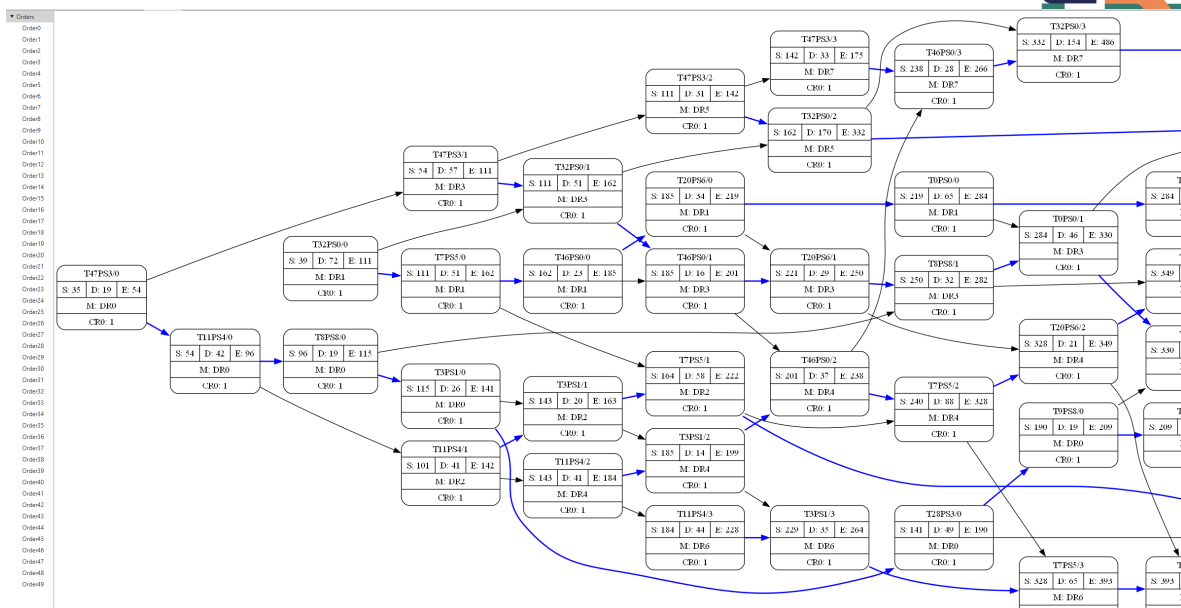 Orders
Order0
Order1
Order2
Order3
Order4
Order5
Order6
Order7
Order8
Order9
Order10
Order11
Order12
Order13
Order14
Order15
Order16
Order17
Order18
Order19
Order20
Order21
Order22
Order23
Order24
Order25
Order26
Order27
Order28
Order29
Order30
Order31
Order32
Order33
Order34
Order35
Order36
Order37
Order38
Order39
Order40
Order41
Order42
Order43
Order44
Order45
Order46
Order47
Order48
Order49
T47PS3/0
S: 35 D: 19 E: 54
M: DR0
CR0: 1
T11PS4/0
S: 54 D: 42 E: 96
M: DR0
CR0: 1
T32PS0/0
S: 39 D: 72 E: 111
M: DR1
CR0: 1
T8PS8/0
S: 96 D: 19 E: 115
M: DR0
CR0: 1
T47PS3/1
S: 54 D: 57 E: 111
M: DR3
CR0: 1
T7PS5/0
S: 111 D: 51 E: 162
M: DR1
CR0: 1
T3PS1/0
S: 115 D: 26 E: 141
M: DR0
CR0: 1
T11PS4/1
S: 101 D: 41 E: 142
M: DR2
CR0: 1
T32PS0/1
S: 111 D: 51 E: 162
M: DR3
CR0: 1
T46PS0/0
S: 162 D: 23 E: 185
M: DR1
CR0: 1
T3PS1/1
S: 143 D: 20 E: 163
M: DR2
CR0: 1
T11PS4/2
S: 143 D: 41 E: 184
M: DR4
CR0: 1
T47PS3/2
S: 111 D: 31 E: 142
M: DR5
CR0: 1
T20PS6/0
S: 185 D: 34 E: 219
M: DR1
CR0: 1
T46PS0/1
S: 185 D: 16 E: 201
M: DR3
CR0: 1
T7PS5/1
S: 164 D: 58 E: 222
M: DR2
CR0: 1
T3PS1/2
S: 185 D: 14 E: 199
M: DR4
CR0: 1
T11PS4/3
S: 184 D: 44 E: 228
M: DR6
CR0: 1
T47PS3/3
S: 142 D: 33 E: 175
M: DR7
CR0: 1
T32PS0/2
S: 162 D: 170 E: 332
M: DR5
CR0: 1
T20PS6/1
S: 221 D: 29 E: 250
M: DR3
CR0: 1
T46PS0/2
S: 201 D: 37 E: 238
M: DR4
CR0: 1
T3PS1/3
S: 229 D: 35 E: 264
M: DR6
CR0: 1
T46PS0/3
S: 238 D: 28 E: 266
M: DR7
CR0: 1
T0PS0/0
S: 219 D: 65 E: 284
M: DR1
CR0: 1
T8PS8/1
S: 250 D: 32 E: 282
M: DR3
CR0: 1
T7PS5/2
S: 240 D: 88 E: 328
M: DR4
CR0: 1
T28PS3/0
S: 141 D: 49 E: 190
M: DR0
CR0: 1
T32PS0/3
S: 332 D: 154 E: 486
M: DR7
CR0: 1
T0PS0/1
S: 284 D: 46 E: 330
M: DR3
CR0: 1
T20PS6/2
S: 328 D: 21 E: 349
M: DR4
CR0: 1
T9PS8/0
S: 190 D: 19 E: 209
M: DR0
CR0: 1
T7PS5/3
S: 328 D: 65 E: 393
M: DR6
S: 284
S: 349
S: 330
S: 209
S: 393